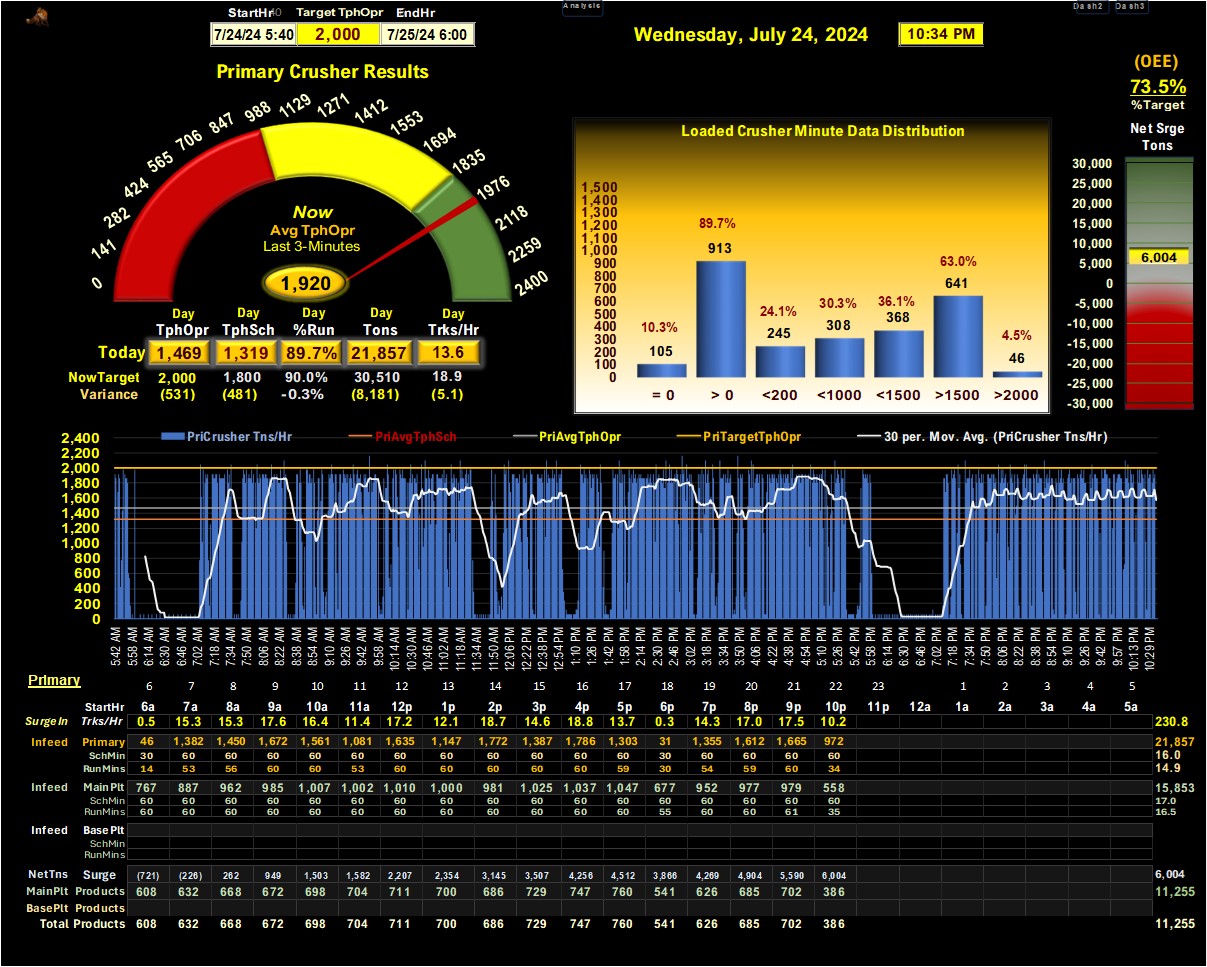 StartHr Target TphOpr EndHr
7/24/24 5:40 2,000 7/25/24 6:00
Analysis
Dash2 Dash3
Wednesday, July 24, 2024 10:34 PM
(OEE)
73.5%
%Target
Net Srge
Tons
30,000
25,000
20,000
15,000
10,000
6,004
5,000
0
-5,000
-10,000
-15,000
-20,000
-25,000
-30,000
Primary Crusher Results
0 141 282 424 565 706 847 988 1129 1271 1412 1553 1694 1835 1976 2118 2259 2400
Now
Avg TphOpr
Last 3-Minutes
1,920
Day Day Day Day Day
TphOpr TphSch %Run Tons Trks/Hr
Today 1,469 1,319 89.7% 21,857 13.6
NowTarget 2,000 1,800 90.0% 30,510 18.9
Variance (531) (481) -0.3% (8,181) (5.1)
Loaded Crusher Minute Data Distribution
1,500
1,400
1,300
1,200
1,100
1,000
900
800
700
600
500
400
300
200
100
0
10.3% 89.7% 24.1% 30.3% 36.1% 63.0% 4.5%
105 913 245 308 368 641 46
= 0 > 0 <200 <1000 <1500 >1500 >2000
PriCrusher Tns/Hr PriAvgTphSch PriAvgTphOpr PriTargetTphOpr 30 per. Mov. Avg. (PriCrusher Tns/Hr)
2,400
2,200
2,000
1,800
1,600
1,400
1,200
1,000
800
600
400
200
0
5:42 AM 5:58 AM 6:14 AM 6:30 AM 6:46 AM 7:02 AM 7:18 AM 7:34 AM 7:50 AM 8:06 AM 8:22 AM 8:38 AM 8:54 AM 9:10 AM 9:26 AM 9:42 AM 9:58 AM 10:14 AM 10:30 AM 10:46 AM 11:02 AM 11:18 AM 11:34 AM 11:50 AM 12:06 PM 12:22 PM 12:38 PM 12:54 PM 1:10 PM 1:26 PM 1:42 PM 1:58 PM 2:14 PM 2:30 PM 2:46 PM 3:02 PM 3:18 PM 3:34 PM 3:50 PM 4:06 PM 4:22 PM 4:38 PM 4:54 PM 5:10 PM 5:26 PM 5:42 PM 5:58 PM 6:14 PM 6:30 PM 6:46 PM 7:02 PM 7:18 PM 7:34 PM 7:50 PM 8:06 PM 8:22 PM 8:38 PM 8:54 PM 9:10 PM 9:26 PM 9:42 PM 9:57 PM 10:13 PM 10:29 PM
Primary
6 7 8 9 10 11 12 13 14 15 16 17 18 19 20 21 22 23 1 2 3 4 5
StartHr 6a 7a 8a 9a 10a 11a 12p 1p 2p 3p 4p 5p 6p 7p 8p 9p 10p 11p 12a 1a 2a 3a 4a 5a
SurgeIn Trks/Hr 0.5 15.3 15.3 17.6 16.4 11.4 17.2 12.1 18.7 14.6 18.8 13.7 0.3 14.3 17.0 17.5 10.2 230.8
Infeed Primary 46 1,382 1,450 1,672 1,561 1,081 1,635 1,147 1,772 1,387 1,786 1,303 31 1,355 1,612 1,665 972 21,857
SchMin 30 60 60 60 60 60 60 60 60 60 60 60 30 60 60 60 60 16.0
RunMins 14 53 56 60 60 53 60 60 60 60 60 59 30 54 59 60 34 14.9
Infeed MainPlt 767 887 962 985 1,007 1,002 1,010 1,000 981 1,025 1,037 1,047 677 952 977 979 558 15,853
SchMin 60 60 60 60 60 60 60 60 60 60 60 60 60 60 60 60 60 17.0
RunMins 60 60 60 60 60 60 60 60 60 60 60 60 55 60 60 61 35 16.5
Infeed Base Plt
SchMin
RunMins
NetTns Surge (721) (226) 262 949 1,503 1,582 2,207 2,354 3,145 3,507 4,256 4,512 3,866 4,269 4,904 5,590 6,004 6,004
MainPlt Products 608 632 668 672 698 704 711 700 686 729 747 760 541 626 685 702 386 11,255
BasePlt Products
Total Products 608 632 668 672 698 704 711 700 686 729 747 760 541 626 685 702 386 11,255